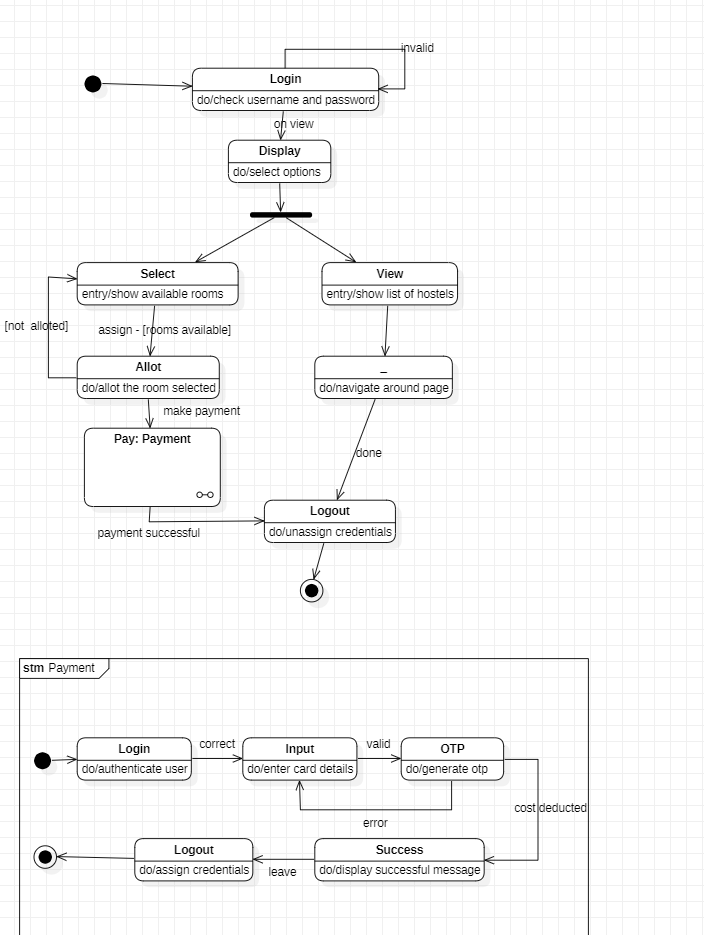 invalid
Login
do/check username and password
on view
Display
do/select options
Select
entry/show available rooms
View
entry/show list of hostels
[not alloted]
assign - [rooms available]
Allot
do/allot the room selected
_
do/navigate around page
make payment
Pay: Payment
done
Logout
do/unassign credentials
payment successful
stm Payment
Login
do/authenticate user
correct
Input
do/enter card details
valid
OTP
do/generate otp
cost deducted
error
Logout
do/assign credentials
leave
Success
do/display successful message